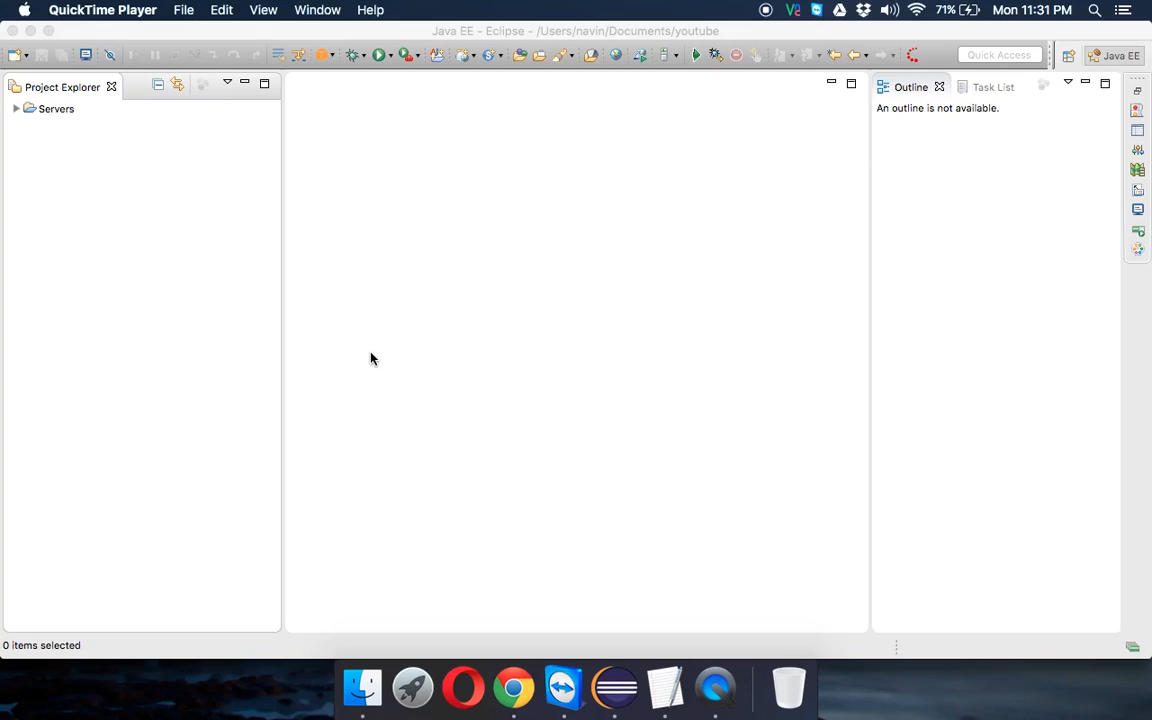 QuickTime Player File Edit View Window Help 71% Mon 11:31 PM
Java EE - Eclipse - /Users/navin/Documents/youtube
Quick Access Java EE
Project Explorer Outline Task List
Servers An outline is not available.
0 items selected